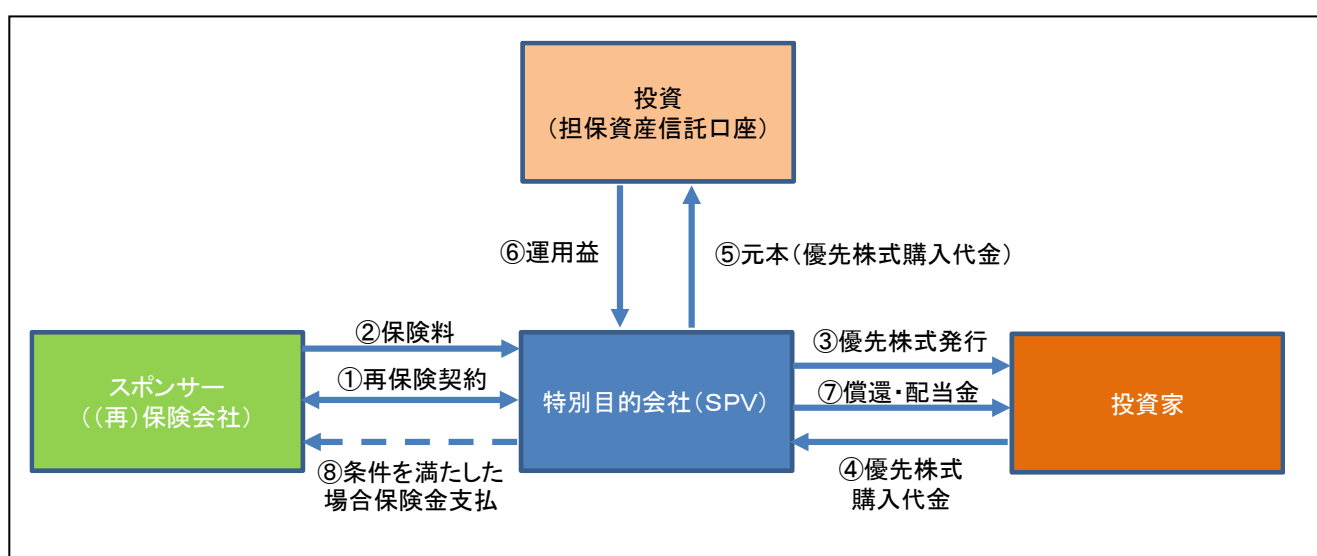 投資
（担保資産信託口座）
⑥運用益
⑤元本（優先株式購入代金）
②保険料
③優先株式発行
スポンサー
（（再）保険会社）
①再保険契約
特別目的会社（ＳＰＶ）
⑦償還・配当金
投資家
⑧条件を満たした
場合保険金支払
④優先株式
購入代金